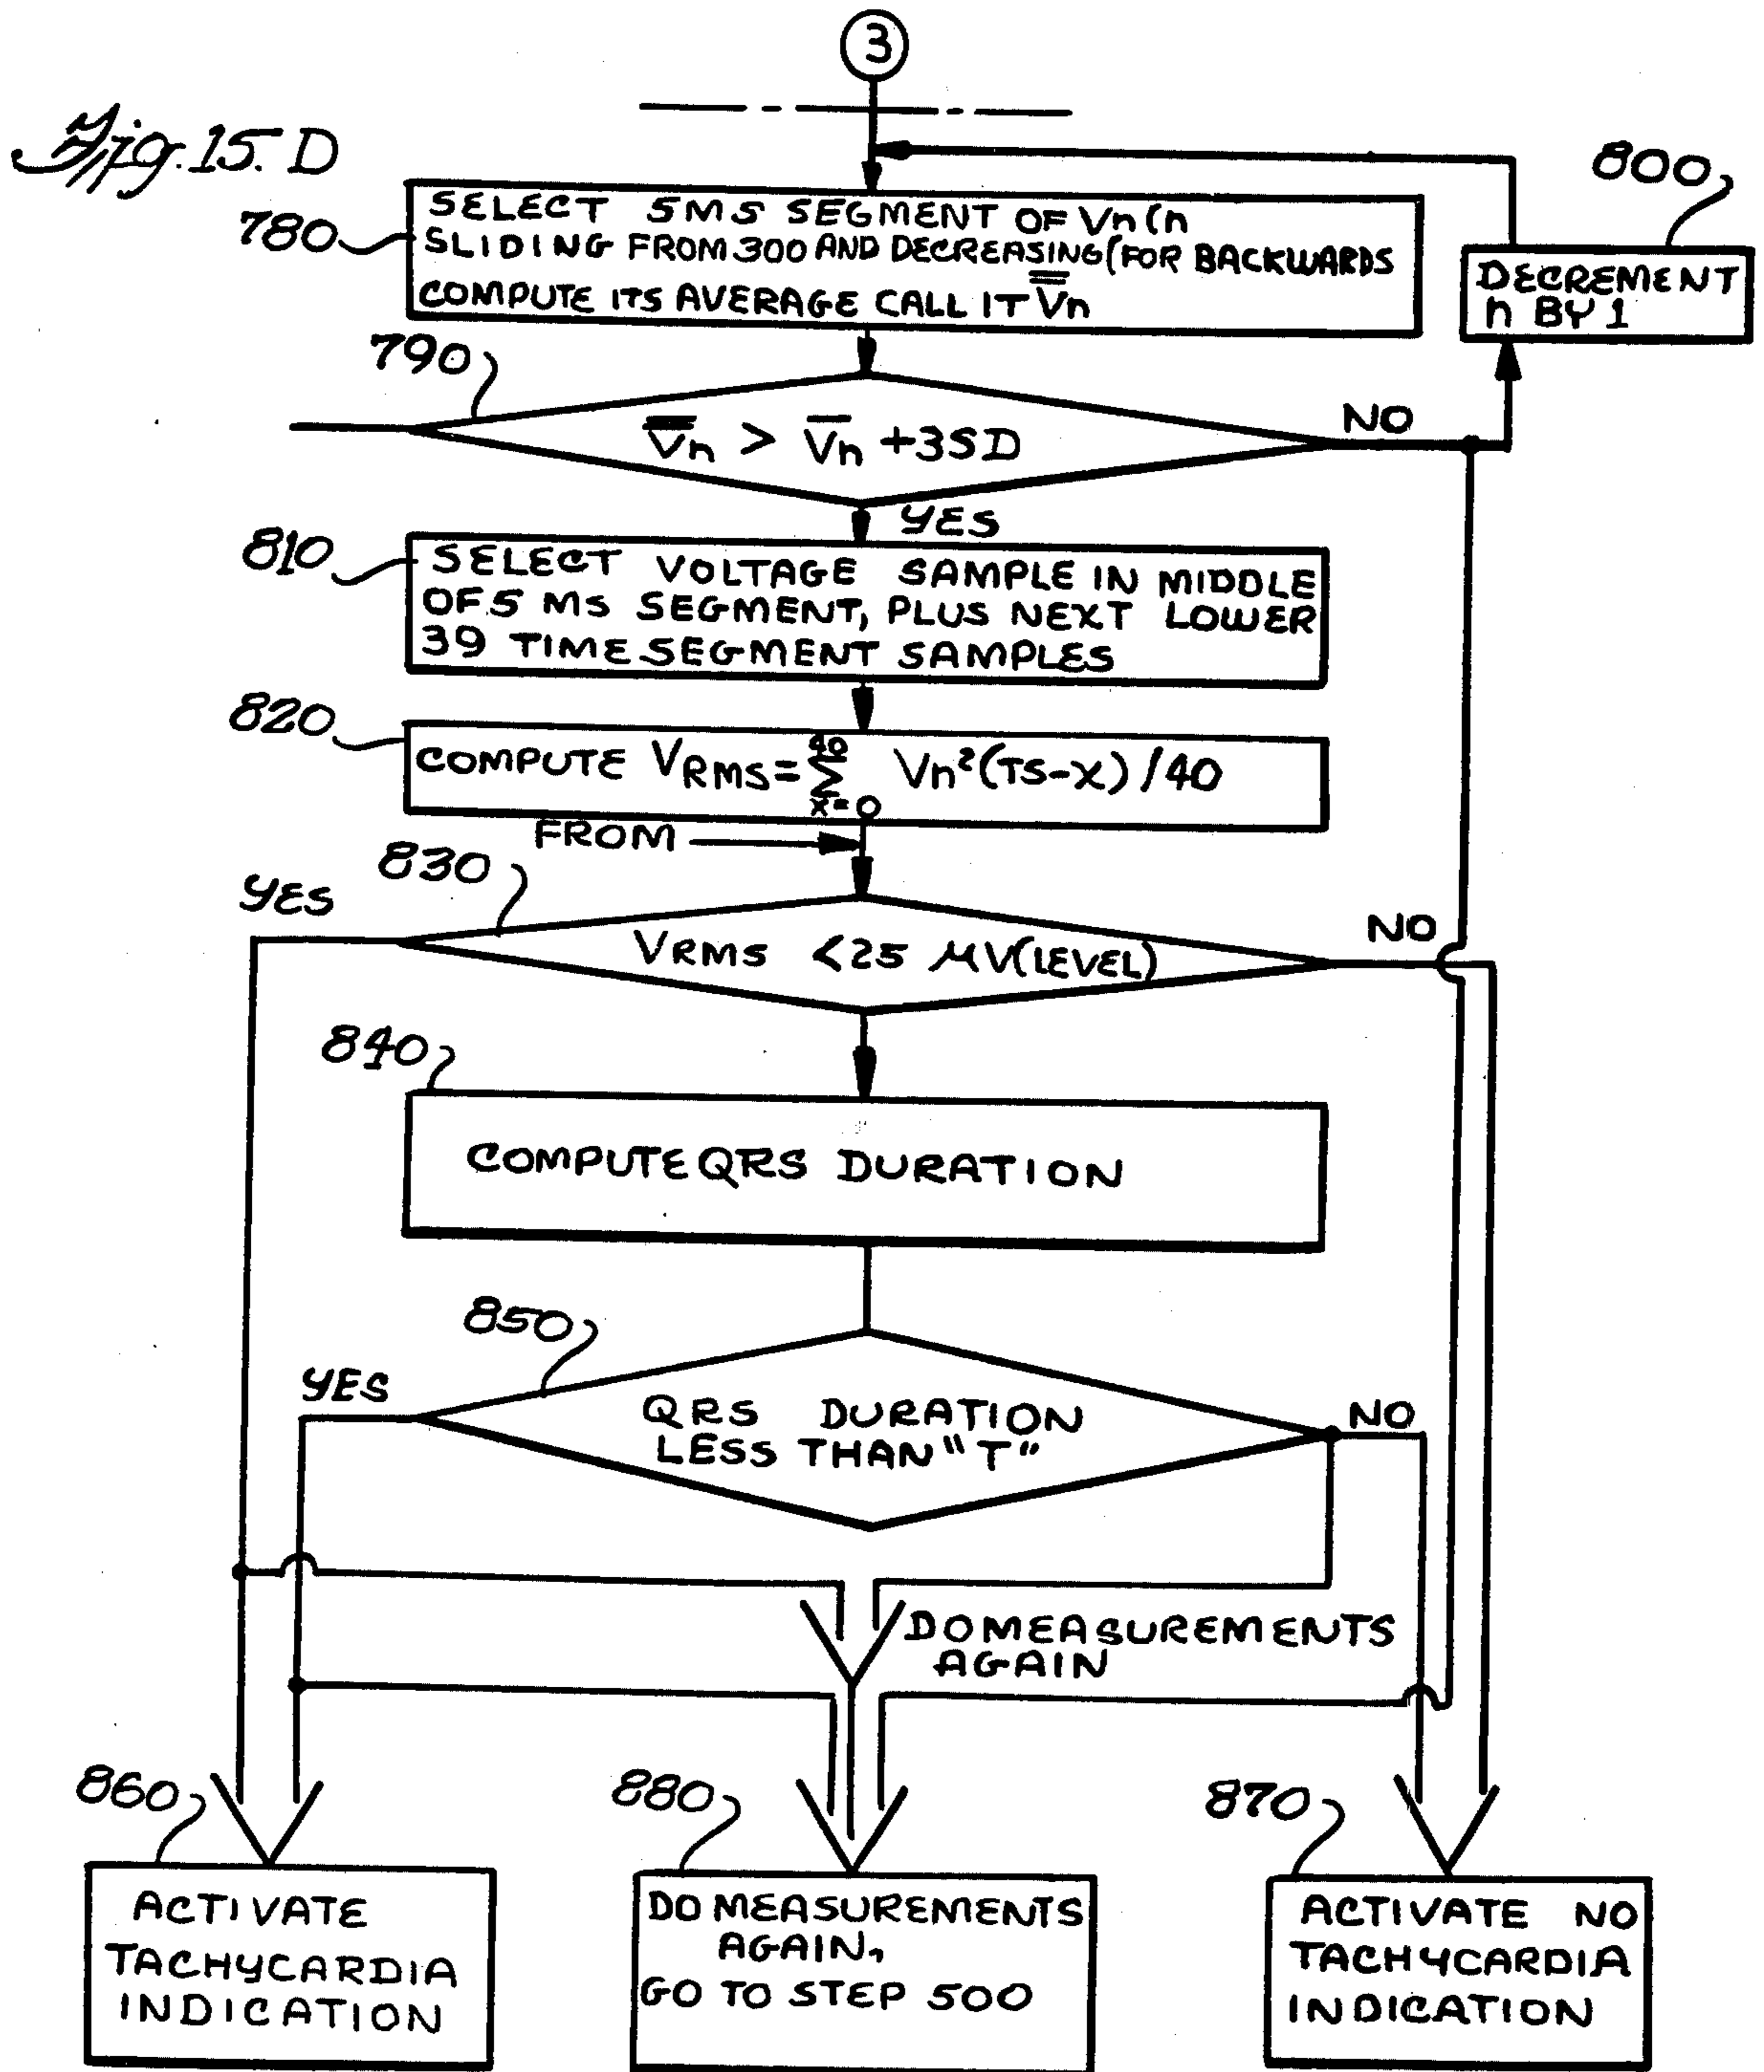 3
Fig. 15. D
800
780
SELECT 5MS SEGMENT OF Vn (n
SLIDING FROM 300 AND DECREASING (FOR BACKWARDS
COMPUTE ITS AVERAGE CALL IT V̿n
DECREMENT
n BY 1
790
V̿n > V̅n +3SD
NO
YES
810
SELECT VOLTAGE SAMPLE IN MIDDLE
OF 5 MS SEGMENT, PLUS NEXT LOWER
39 TIME SEGMENT SAMPLES
820
COMPUTE VRMS = 40 Σ x=0 Vn²(TS-x) /40
FROM
830
YES
VRMS <25 µV(LEVEL)
NO
840
COMPUTE QRS DURATION
850
YES
QRS DURATION
LESS THAN "T"
NO
DO MEASUREMENTS
AGAIN
860
880
870
ACTIVATE
TACHYCARDIA
INDICATION
DO MEASUREMENTS
AGAIN,
GO TO STEP 500
ACTIVATE NO
TACHYCARDIA
INDICATION